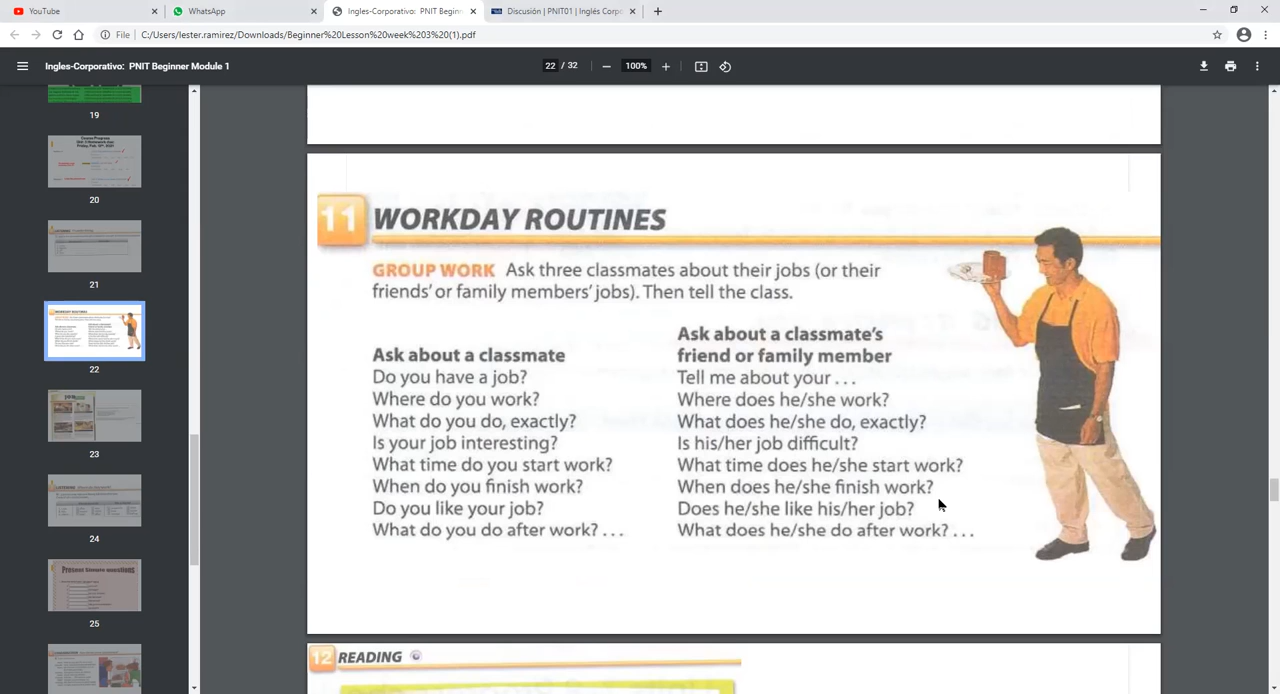 YouTube
WhatsApp
Ingles-Corporativo: PNIT Beginn
Discusión | PNIT01 | Inglés Corp
File
C:/Users/lester.ramirez/Downloads/Beginner%20Lesson%20week%203%20(1).pdf
Ingles-Corporativo: PNIT Beginner Module 1
22 / 32
100%
19
20
21
22
23
24
Present Simple questions
25
11 WORKDAY ROUTINES
GROUP WORK Ask three classmates about their jobs (or their
friends' or family members' jobs). Then tell the class.
Ask about a classmate
Do you have a job?
Where do you work?
What do you do, exactly?
Is your job interesting?
What time do you start work?
When do you finish work?
Do you like your job?
What do you do after work? . . .
Ask about a classmate's
friend or family member
Tell me about your . . .
Where does he/she work?
What does he/she do, exactly?
Is his/her job difficult?
What time does he/she start work?
When does he/she finish work?
Does he/she like his/her job?
What does he/she do after work? . . .
12 READING